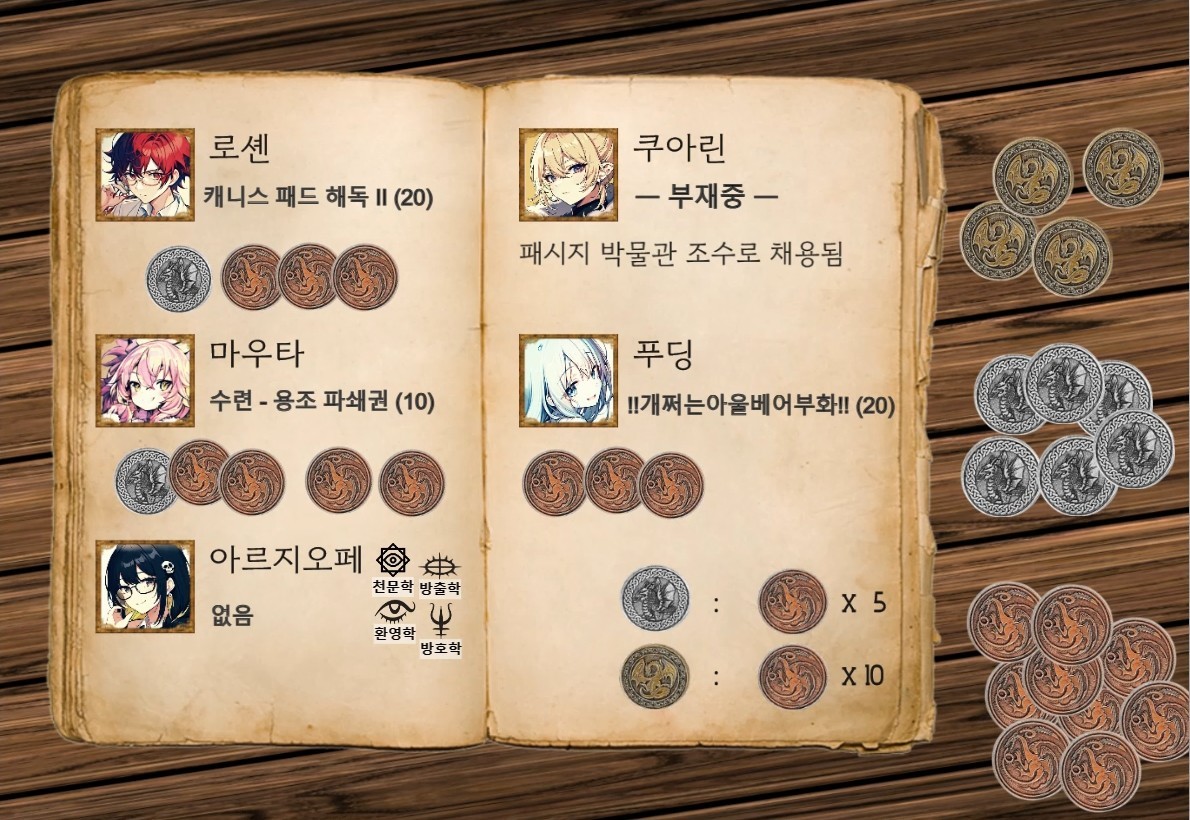 로셴
캐니스 패드 해독 II (20)
마우타
수련 - 용조 파쇄권 (10)
아르지오페
천문학 방출학
환영학 방호학
없음
쿠아린
— 부재중 —
패시지 박물관 조수로 채용됨
푸딩
!!개쩌는아울베어부화!! (20)
: X 5
: X 10